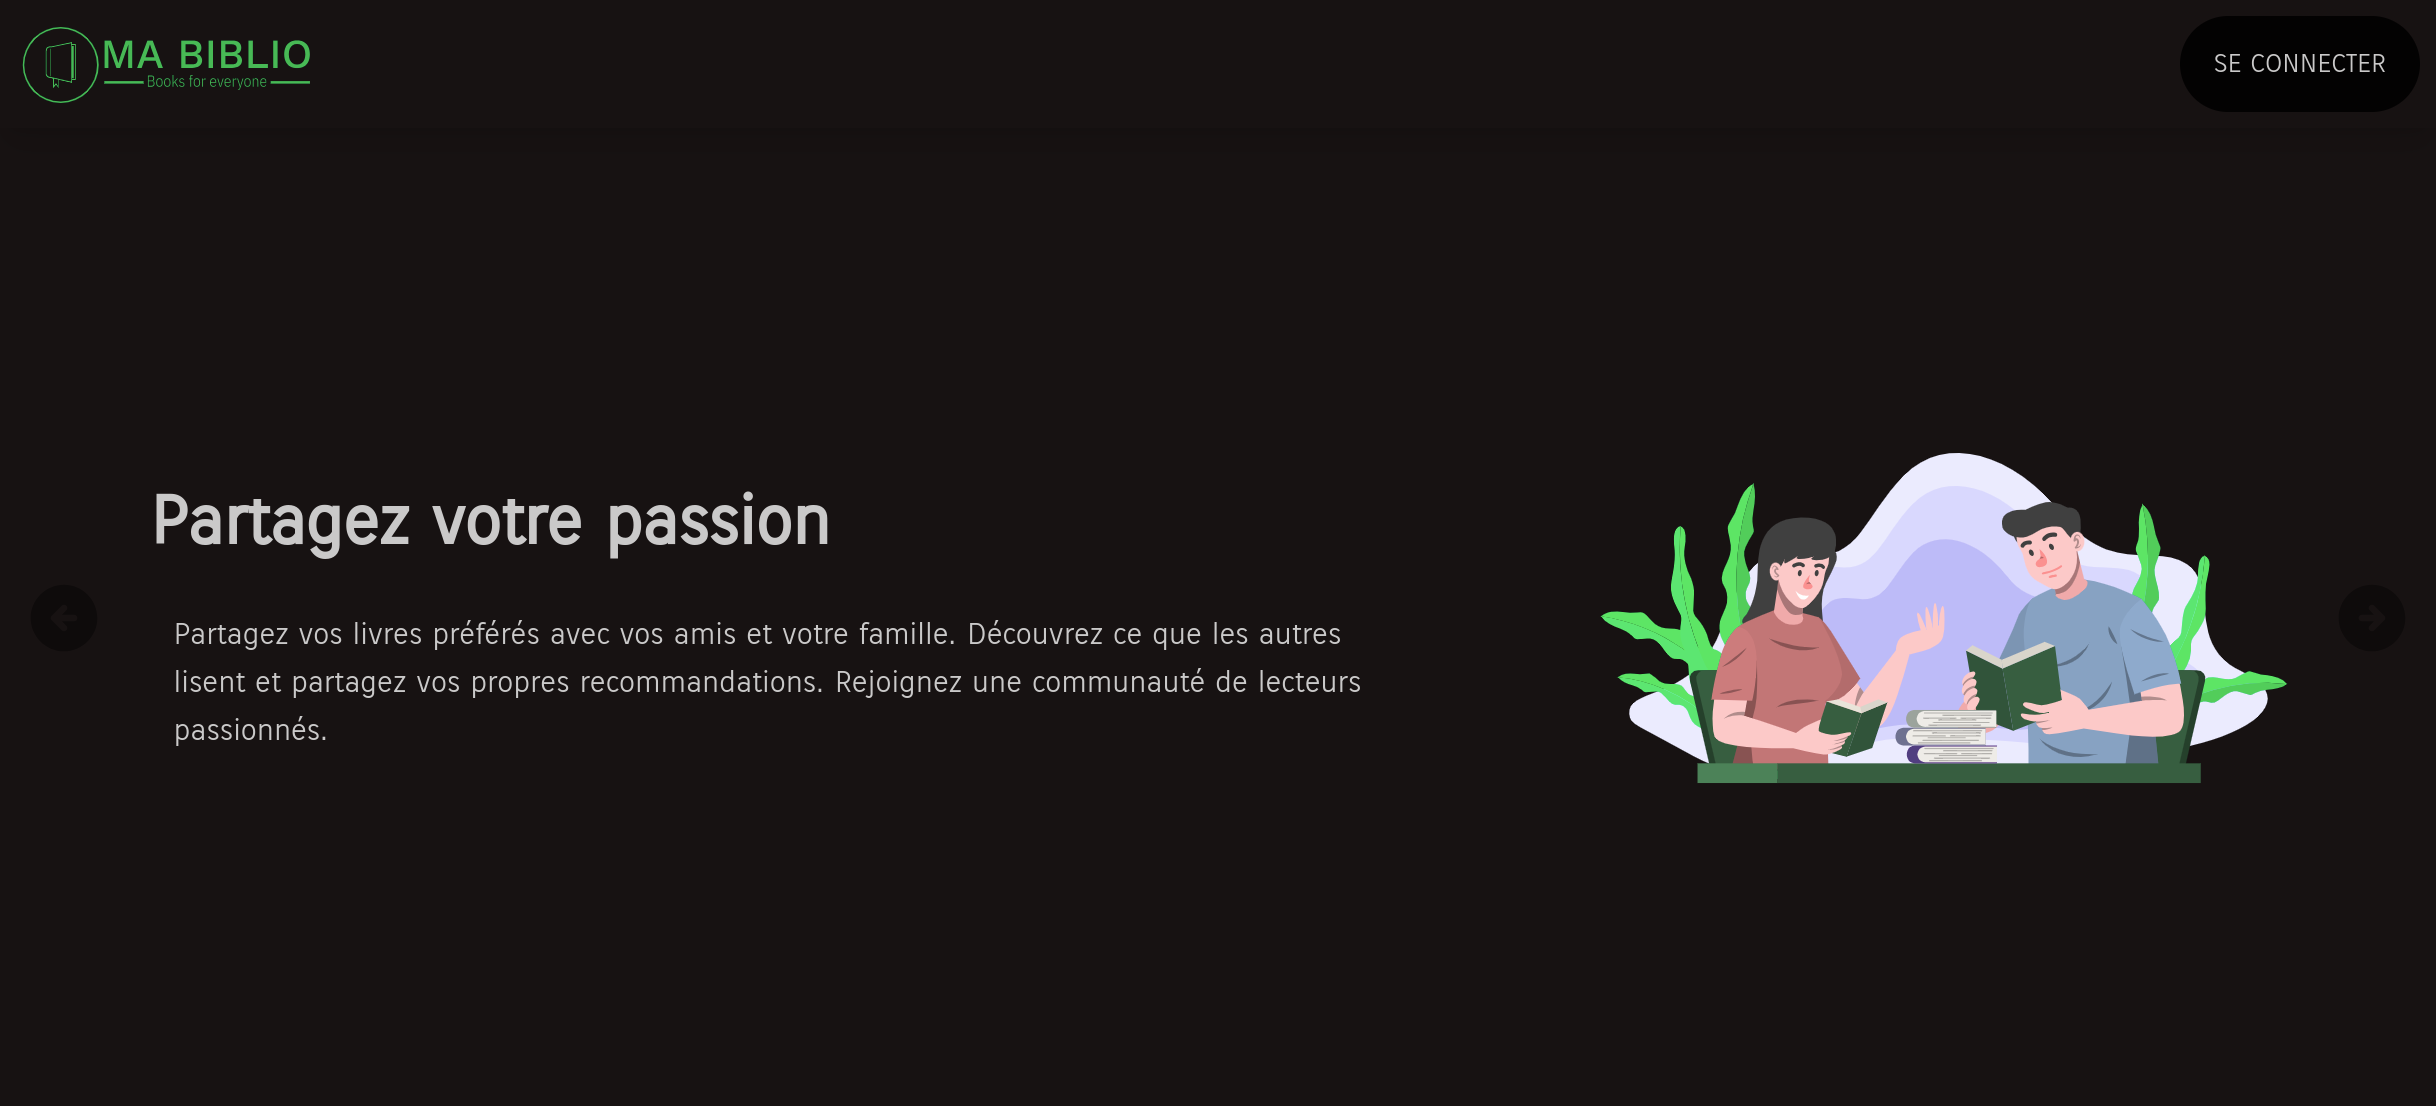 MA BIBLIO
Books for everyone
SE CONNECTER
Partagez votre passion
Partagez vos livres préférés avec vos amis et votre famille. Découvrez ce que les autres
lisent et partagez vos propres recommandations. Rejoignez une communauté de lecteurs
passionnés.